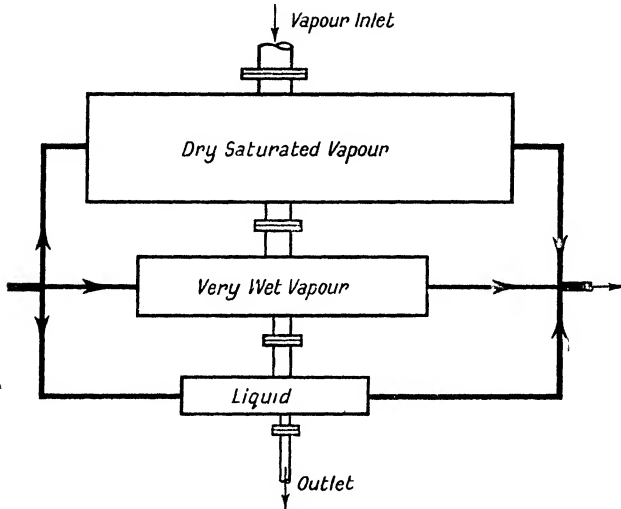 Vapour Inlet
Dry Saturated Vapour
Very Wet Vapour
Liquid
Outlet